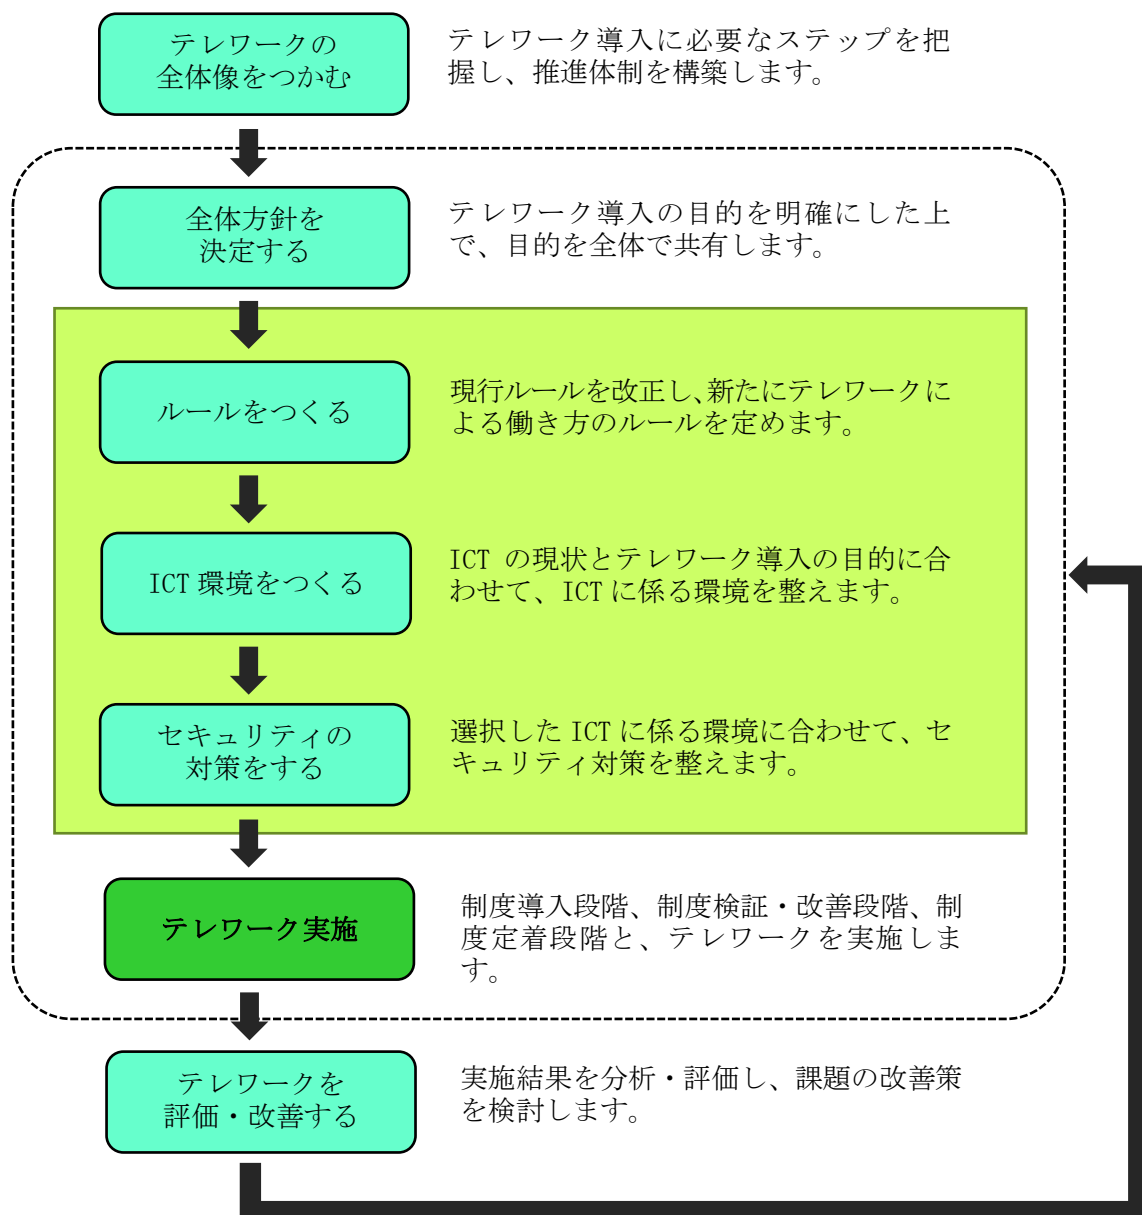 テレワークの
全体像をつかむ
テレワーク導入に必要なステップを把
握し、推進体制を構築します。
全体方針を
決定する
テレワーク導入の目的を明確にした上
で、目的を全体で共有します。
ルールをつくる
現行ルールを改正し、新たにテレワークに
よる働き方のルールを定めます。
ICT 環境をつくる
ICT の現状とテレワーク導入の目的に合
わせて、ICT に係る環境を整えます。
セキュリティの
対策をする
選択した ICT に係る環境に合わせて、セ
キュリティ対策を整えます。
テレワーク実施
制度導入段階、制度検証・改善段階、制
度定着段階と、テレワークを実施しま
す。
テレワークを
評価・改善する
実施結果を分析・評価し、課題の改善策
を検討します。